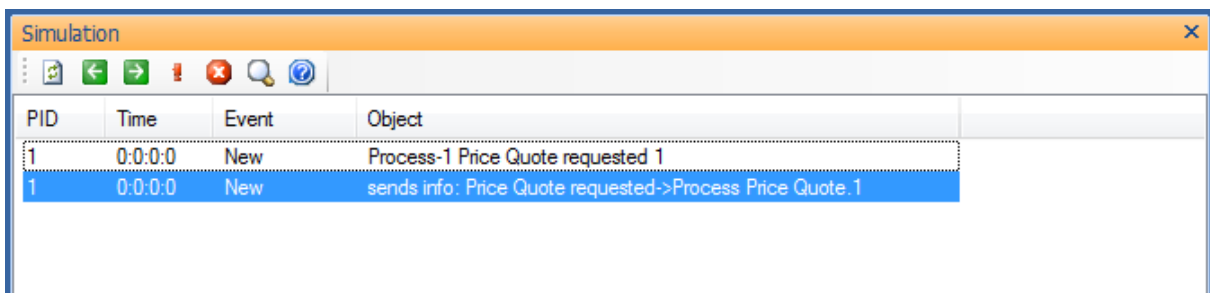 Simulation
PID Time Event Object
1 0:0:0:0 New Process-1 Price Quote requested 1
1 0:0:0:0 New sends info: Price Quote requested->Process Price Quote.1